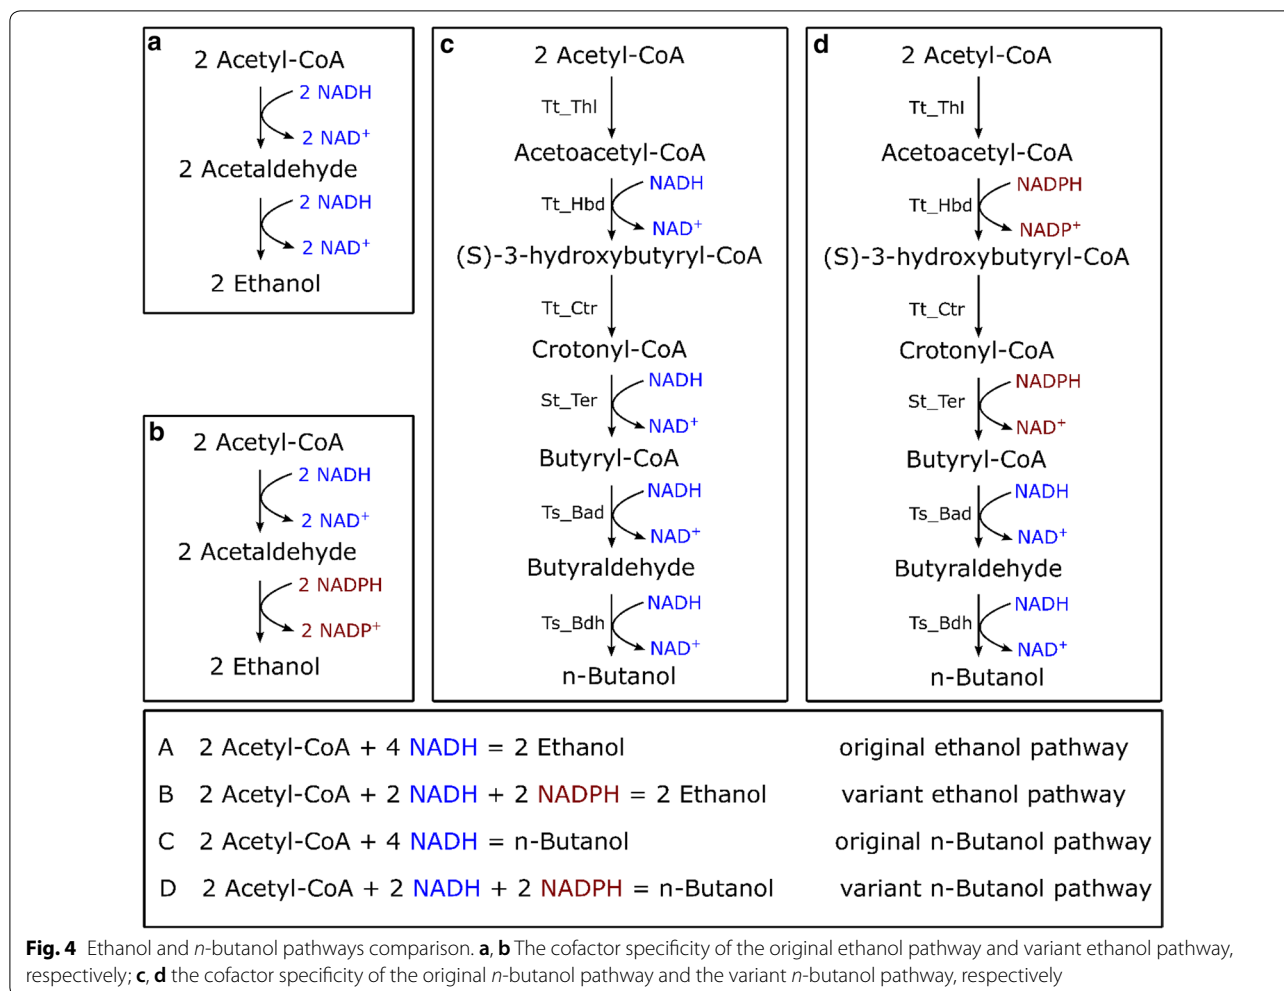 a
2 Acetyl-CoA
2 NADH
2 NAD+
2 Acetaldehyde
2 NADH
2 NAD+
2 Ethanol
b
2 Acetyl-CoA
2 NADH
2 NAD+
2 Acetaldehyde
2 NADPH
2 NADP+
2 Ethanol
c
2 Acetyl-CoA
Tt_Thl
Acetoacetyl-CoA
NADH
Tt_Hbd
NAD+
(S)-3-hydroxybutyryl-CoA
Tt_Ctr
Crotonyl-CoA
NADH
St_Ter
NAD+
Butyryl-CoA
NADH
Ts_Bad
NAD+
Butyraldehyde
NADH
Ts_Bdh
NAD+
n-Butanol
d
2 Acetyl-CoA
Tt_Thl
Acetoacetyl-CoA
NADPH
Tt_Hbd
NADP+
(S)-3-hydroxybutyryl-CoA
Tt_Ctr
Crotonyl-CoA
NADPH
St_Ter
NAD+
Butyryl-CoA
NADH
Ts_Bad
NAD+
Butyraldehyde
NADH
Ts_Bdh
NAD+
n-Butanol
A 2 Acetyl-CoA + 4 NADH = 2 Ethanol original ethanol pathway
B 2 Acetyl-CoA + 2 NADH + 2 NADPH = 2 Ethanol variant ethanol pathway
C 2 Acetyl-CoA + 4 NADH = n-Butanol original n-Butanol pathway
D 2 Acetyl-CoA + 2 NADH + 2 NADPH = n-Butanol variant n-Butanol pathway
Fig. 4 Ethanol and n-butanol pathways comparison. a, b The cofactor specificity of the original ethanol pathway and variant ethanol pathway,
respectively; c, d the cofactor specificity of the original n-butanol pathway and the variant n-butanol pathway, respectively